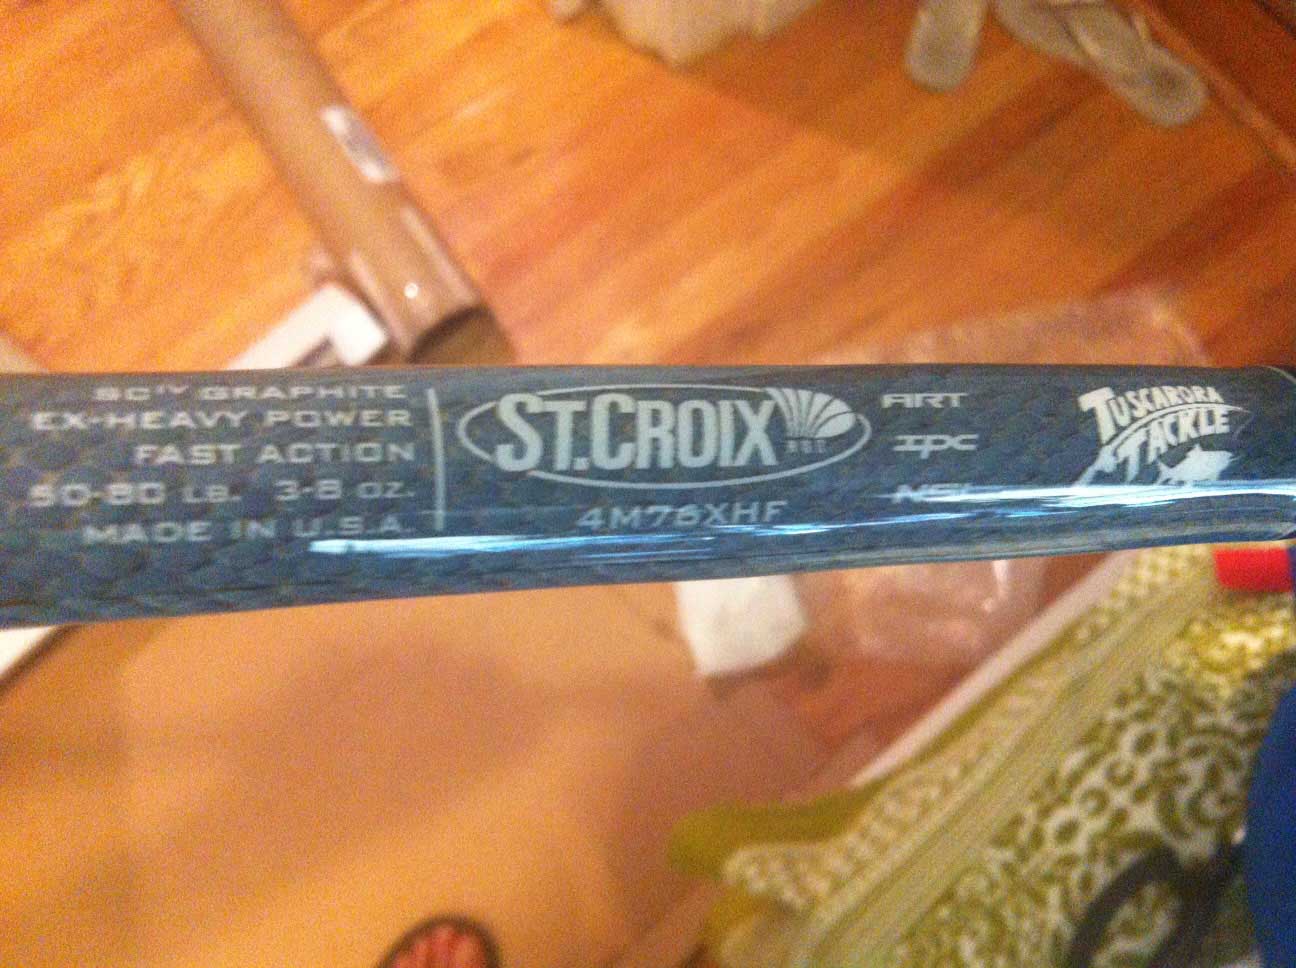 SCIV GRAPHITE
EX-HEAVY POWER
FAST ACTION
50-80 LB. 3-8 OZ.
MADE IN U.S.A.
ST.CROIX
4M76XHF
ART
IPC
TUSCARORA
TACKLE